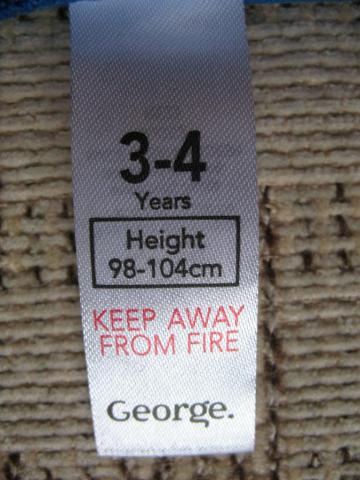 3-4
Years
Height
98-104cm
KEEP AWAY
FROM FIRE
George.